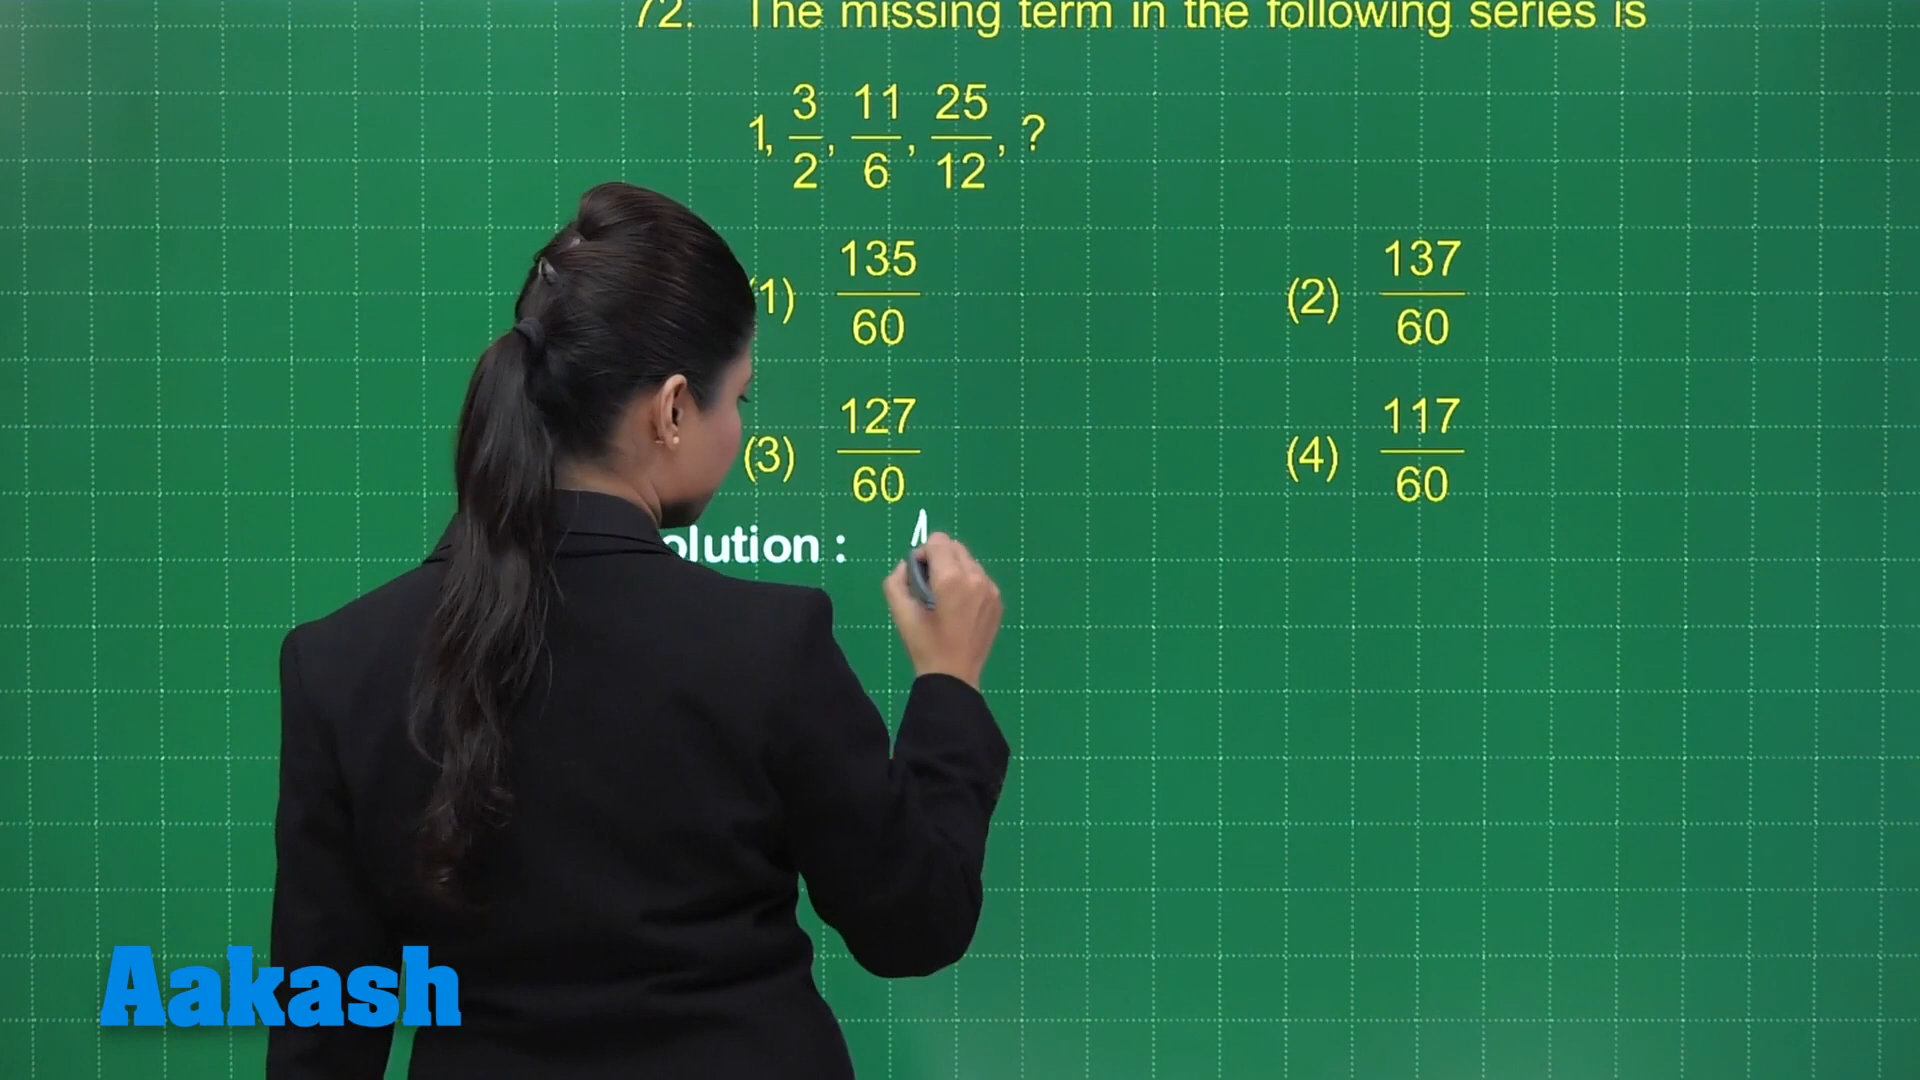 72. The missing term in the following series is
1, 3/2, 11/6, 25/12, ?
(1) 135/60 (2) 137/60
(3) 127/60 (4) 117/60
olution :
Aakash